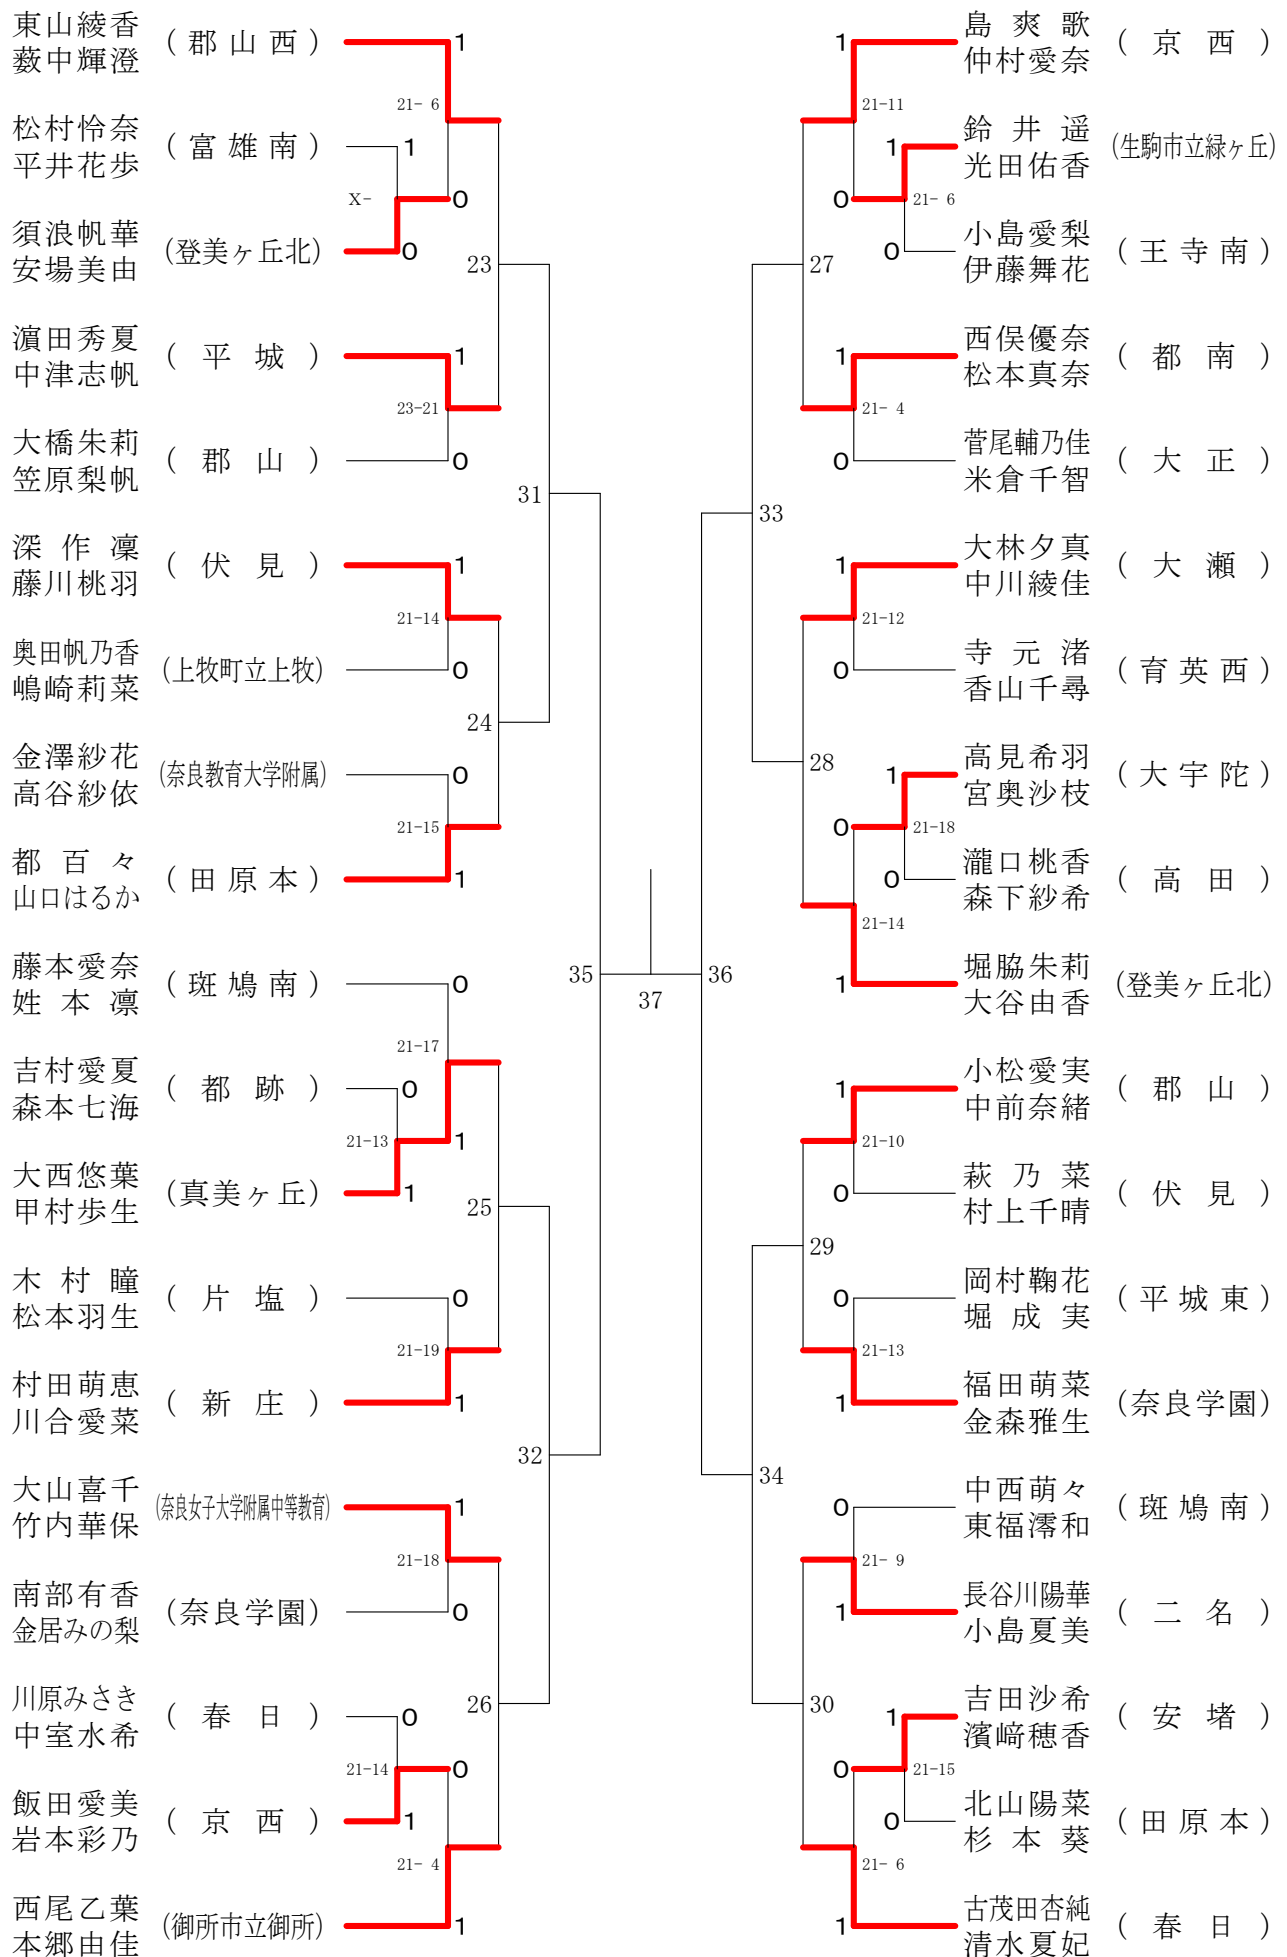 東山綾香
藪中輝澄
(郡山西)
1
21- 6
松村怜奈
平井花歩
(富雄南)
1
X-
0
須浪帆華
安場美由
(登美ヶ丘北)
0
23
濵田秀夏
中津志帆
(平城)
1
23-21
大橋朱莉
笠原梨帆
(郡山)
0
31
深作凜
藤川桃羽
(伏見)
1
21-14
奥田帆乃香
嶋崎莉菜
(上牧町立上牧)
0
24
金澤紗花
高谷紗依
(奈良教育大学附属)
0
21-15
都百々
山口はるか
(田原本)
1
藤本愛奈
姓本凛
(斑鳩南)
0
35
21-17
吉村愛夏
森本七海
(都跡)
0
21-13
1
大西悠葉
甲村歩生
(真美ヶ丘)
1
25
木村瞳
松本羽生
(片塩)
0
21-19
村田萌恵
川合愛菜
(新庄)
1
32
大山喜千
竹内華保
(奈良女子大学附属中等教育)
1
21-18
南部有香
金居みの梨
(奈良学園)
0
26
川原みさき
中室水希
(春日)
0
21-14
0
飯田愛美
岩本彩乃
(京西)
1
21- 4
西尾乙葉
本郷由佳
(御所市立御所)
1
37
島爽歌
仲村愛奈
(京西)
1
21-11
鈴井遥
光田佑香
(生駒市立緑ヶ丘)
1
0
21- 6
小島愛梨
伊藤舞花
(王寺南)
0
27
西俣優奈
松本真奈
(都南)
1
21- 4
菅尾輔乃佳
米倉千智
(大正)
0
33
大林夕真
中川綾佳
(大瀬)
1
21-12
寺元渚
香山千尋
(育英西)
0
28
高見希羽
宮奥沙枝
(大宇陀)
1
0
21-18
瀧口桃香
森下紗希
(高田)
0
21-14
堀脇朱莉
大谷由香
(登美ヶ丘北)
1
36
小松愛実
中前奈緒
(郡山)
1
21-10
萩乃菜
村上千晴
(伏見)
0
29
岡村鞠花
堀成実
(平城東)
0
21-13
福田萌菜
金森雅生
(奈良学園)
1
34
中西萌々
東福澪和
(斑鳩南)
0
21- 9
長谷川陽華
小島夏美
(二名)
1
30
吉田沙希
濱﨑穂香
(安堵)
1
0
21-15
北山陽菜
杉本葵
(田原本)
0
21- 6
古茂田杏純
清水夏妃
(春日)
1